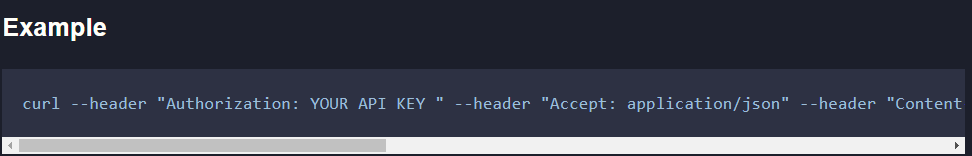 Example
curl --header "Authorization: YOUR API KEY " --header "Accept: application/json" --header "Content